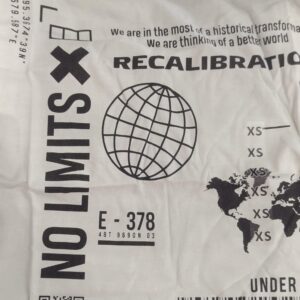 We are in the most of a historical transforma
We are thinking of a better world
RECALIBRATIO
NO LIMITS
XS
XS
XS
XS
XS
XS
E - 378
UNDER